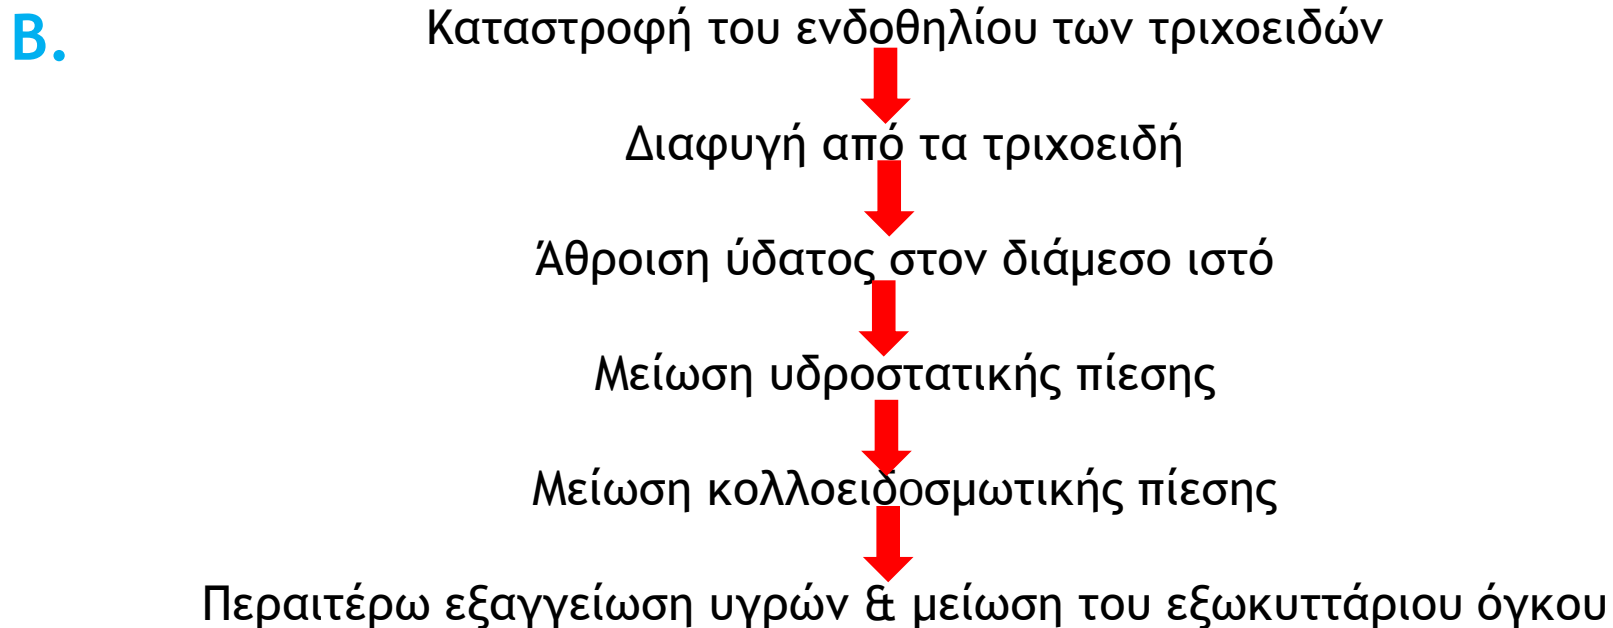 Β.
Καταστροφή του ενδοθηλίου των τριχοειδών
Διαφυγή από τα τριχοειδή
Άθροιση ύδατος στον διάμεσο ιστό
Μείωση υδροστατικής πίεσης
Μείωση κολλοειδοσμωτικής πίεσης
Περαιτέρω εξαγγείωση υγρών & μείωση του εξωκυττάριου όγκου